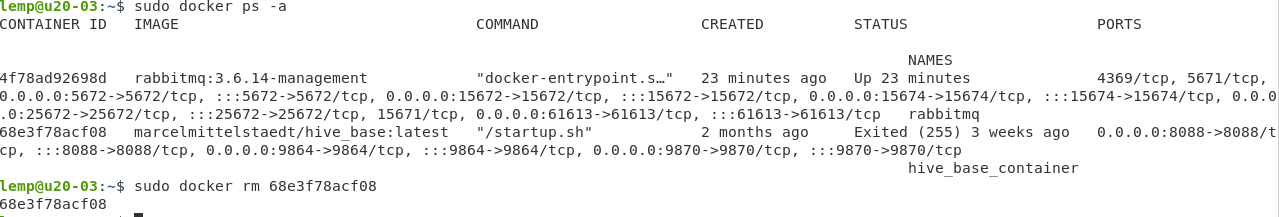 lemp@u20-03:~$ sudo docker ps -a
CONTAINER ID   IMAGE                                 COMMAND                  CREATED          STATUS                     PORTS
                                                                                                     NAMES
4f78ad92698d   rabbitmq:3.6.14-management            "docker-entrypoint.s…"   23 minutes ago   Up 23 minutes              4369/tcp, 5671/tcp,
0.0.0.0:5672->5672/tcp, :::5672->5672/tcp, 0.0.0.0:15672->15672/tcp, :::15672->15672/tcp, 0.0.0.0:15674->15674/tcp, :::15674->15674/tcp, 0.0.0
.0:25672->25672/tcp, :::25672->25672/tcp, 15671/tcp, 0.0.0.0:61613->61613/tcp, :::61613->61613/tcp   rabbitmq
68e3f78acf08   marcelmittelstaedt/hive_base:latest   "/startup.sh"            2 months ago     Exited (255) 3 weeks ago   0.0.0.0:8088->8088/t
cp, :::8088->8088/tcp, 0.0.0.0:9864->9864/tcp, :::9864->9864/tcp, 0.0.0.0:9870->9870/tcp, :::9870->9870/tcp
                                                                                                     hive_base_container
lemp@u20-03:~$ sudo docker rm 68e3f78acf08
68e3f78acf08